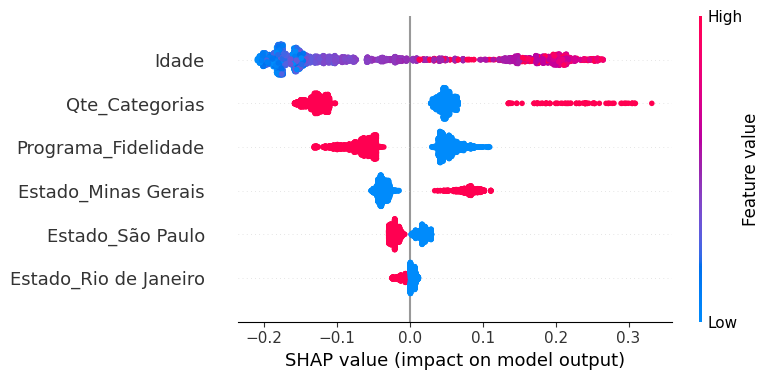 High
Idade
Qte_Categorias
Programa_Fidelidade
Estado_Minas Gerais
Estado_São Paulo
Estado_Rio de Janeiro
Feature value
Low
−0.2 −0.1 0.0 0.1 0.2 0.3
SHAP value (impact on model output)